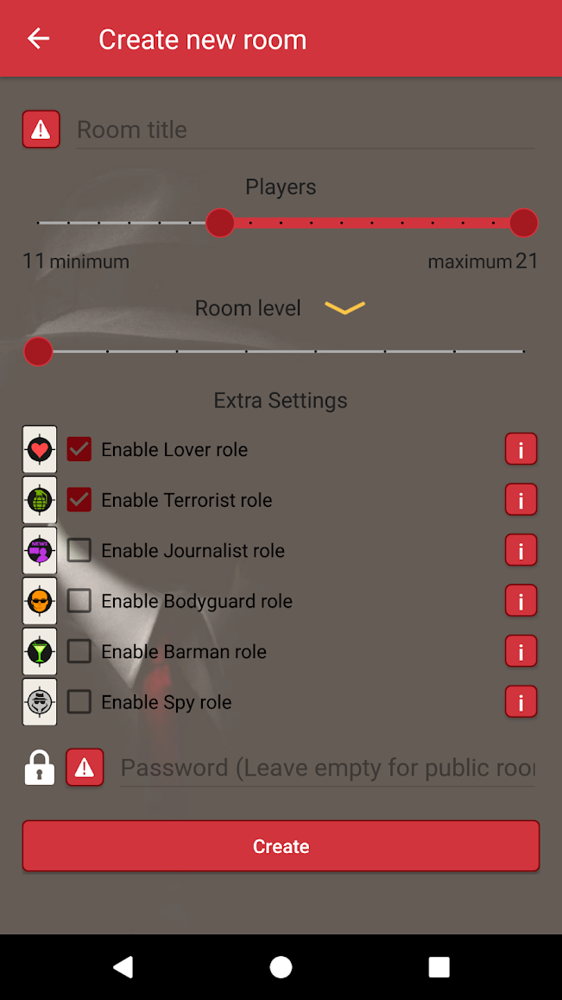 Create new room
Room title
Players
11 minimum
maximum 21
Room level
Extra Settings
Enable Lover role
i
Enable Terrorist role
i
NEWS
Enable Journalist role
i
Enable Bodyguard role
i
Enable Barman role
i
Enable Spy role
i
Password (Leave empty for public roo
Create